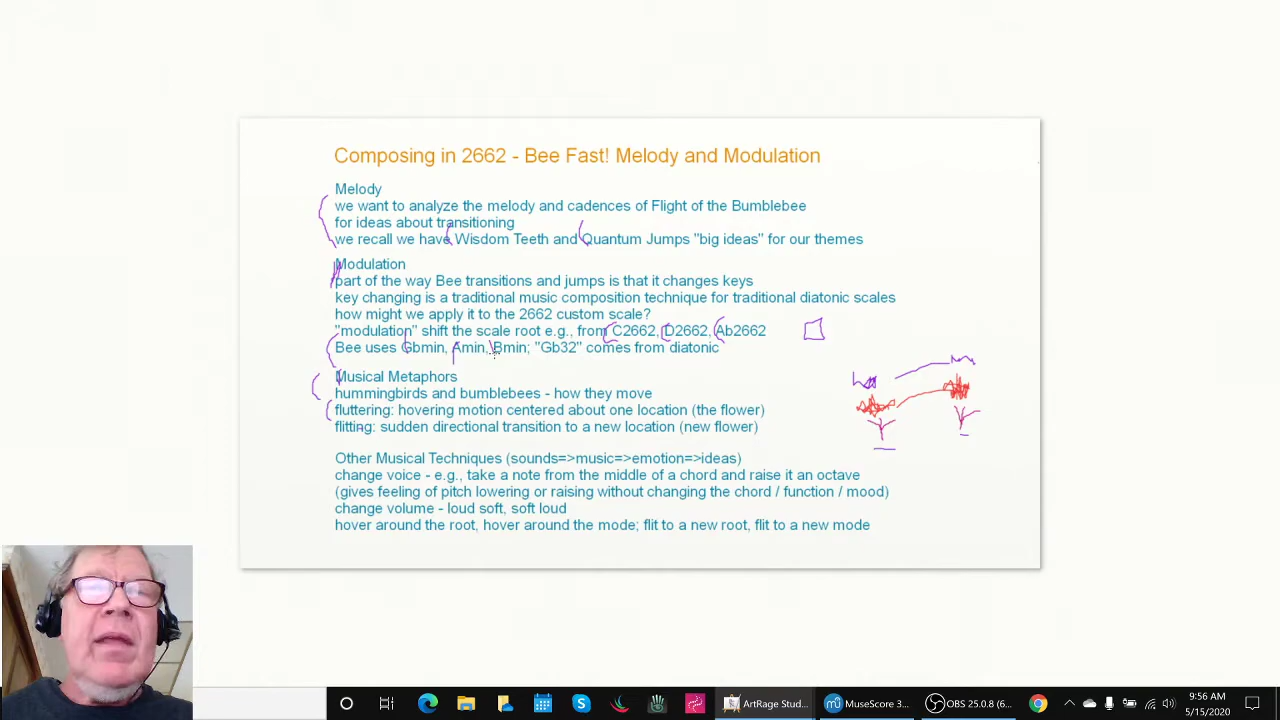 Composing in 2662 - Bee Fast! Melody and Modulation
Melody
we want to analyze the melody and cadences of Flight of the Bumblebee
for ideas about transitioning
we recall we have Wisdom Teeth and Quantum Jumps "big ideas" for our themes
Modulation
part of the way Bee transitions and jumps is that it changes keys
key changing is a traditional music composition technique for traditional diatonic scales
how might we apply it to the 2662 custom scale?
"modulation" shift the scale root e.g., from C2662, D2662, Ab2662
Bee uses Gbmin, Amin, Bmin; "Gb32" comes from diatonic
Musical Metaphors
hummingbirds and bumblebees - how they move
fluttering: hovering motion centered about one location (the flower)
flitting: sudden directional transition to a new location (new flower)
Other Musical Techniques (sounds=>music=>emotion=>ideas)
change voice - e.g., take a note from the middle of a chord and raise it an octave
(gives feeling of pitch lowering or raising without changing the chord / function / mood)
change volume - loud soft, soft loud
hover around the root, hover around the mode; flit to a new root, flit to a new mode
ArtRage Stud...
MuseScore 3...
OBS 25.0.8 (6...
9:56 AM
5/15/2020